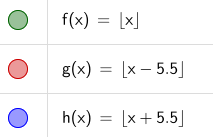 f(x) = ⌊x⌋
g(x) = ⌊x − 5.5⌋
h(x) = ⌊x + 5.5⌋